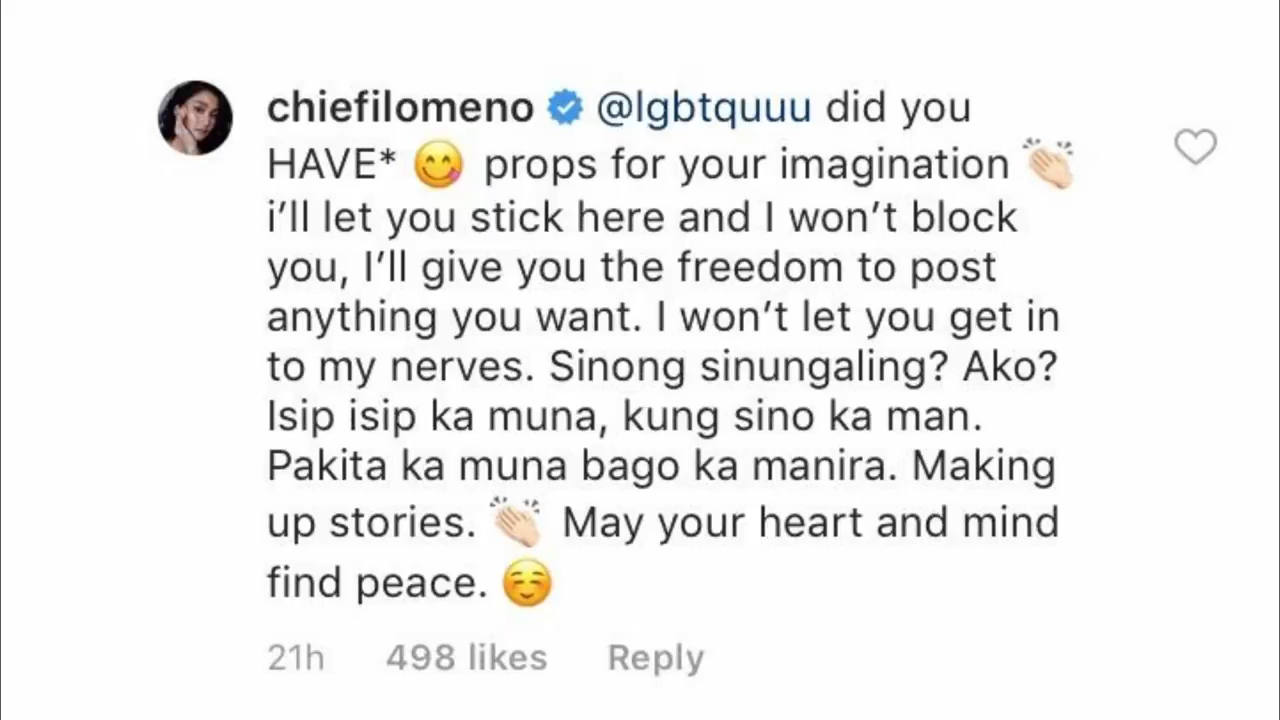 chiefilomeno @lgbtquuu did you
HAVE* 😋 props for your imagination 👏🏻
i’ll let you stick here and I won’t block
you, I’ll give you the freedom to post
anything you want. I won’t let you get in
to my nerves. Sinong sinungaling? Ako?
Isip isip ka muna, kung sino ka man.
Pakita ka muna bago ka manira. Making
up stories. 👏🏻 May your heart and mind
find peace. ☺️
21h 498 likes Reply